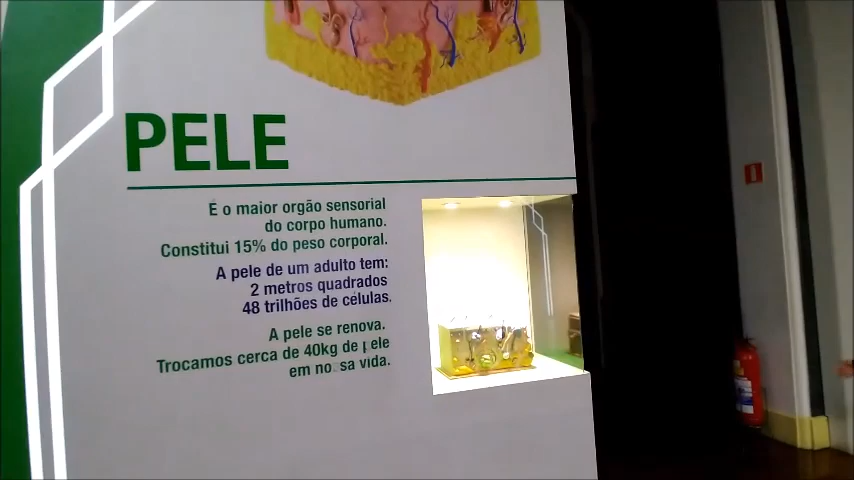 PELE
É o maior orgão sensorial
do corpo humano.
Constitui 15% do peso corporal.
A pele de um adulto tem:
2 metros quadrados
48 trilhões de células.
A pele se renova.
Trocamos cerca de 40kg de pele
em nossa vida.